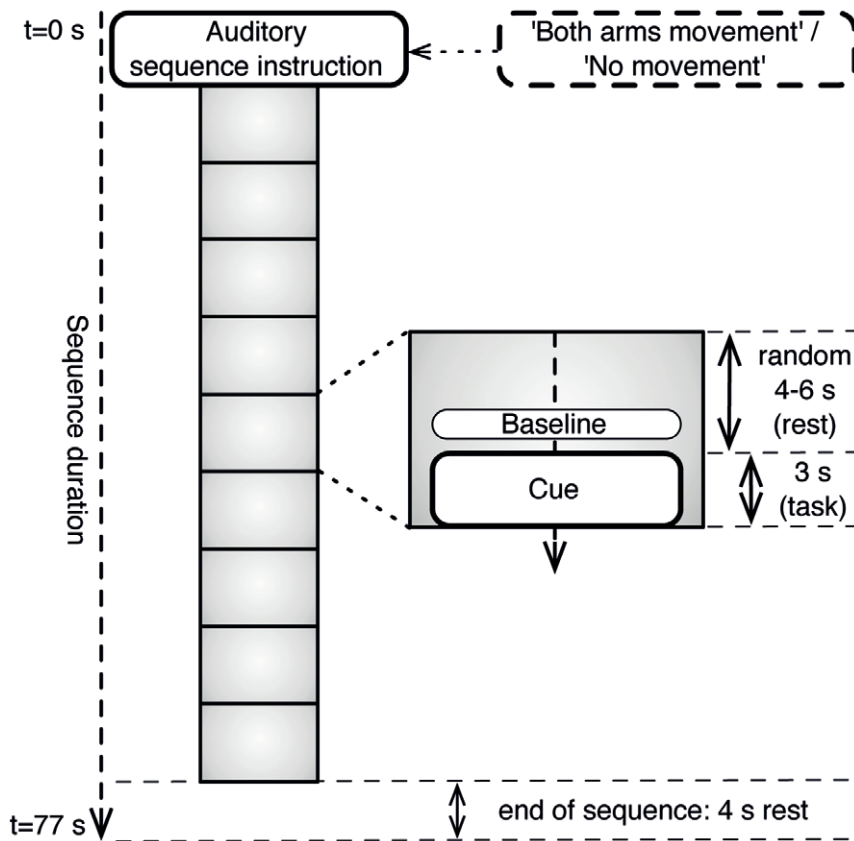 t=0 s
Auditory
sequence instruction
'Both arms movement' /
'No movement'
Sequence duration
random
4-6 s
(rest)
Baseline
Cue
3 s
(task)
end of sequence: 4 s rest
t=77 s